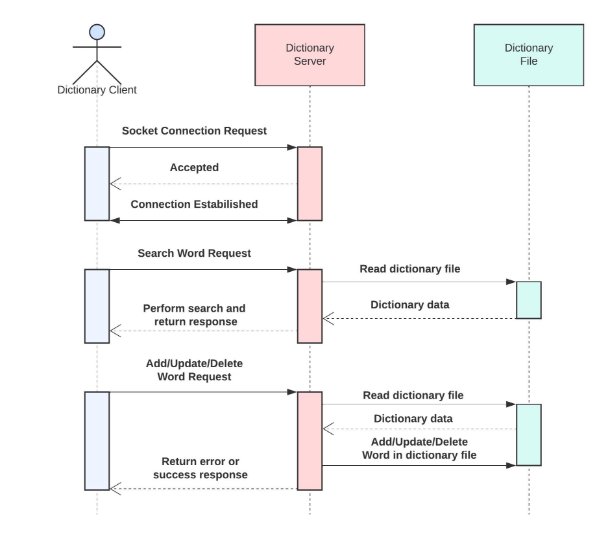 Dictionary Client
Dictionary
Server
Dictionary
File
Socket Connection Request
Accepted
Connection Estabilished
Search Word Request
Read dictionary file
Dictionary data
Perform search and
return response
Add/Update/Delete
Word Request
Read dictionary file
Dictionary data
Add/Update/Delete
Word in dictionary file
Return error or
success response